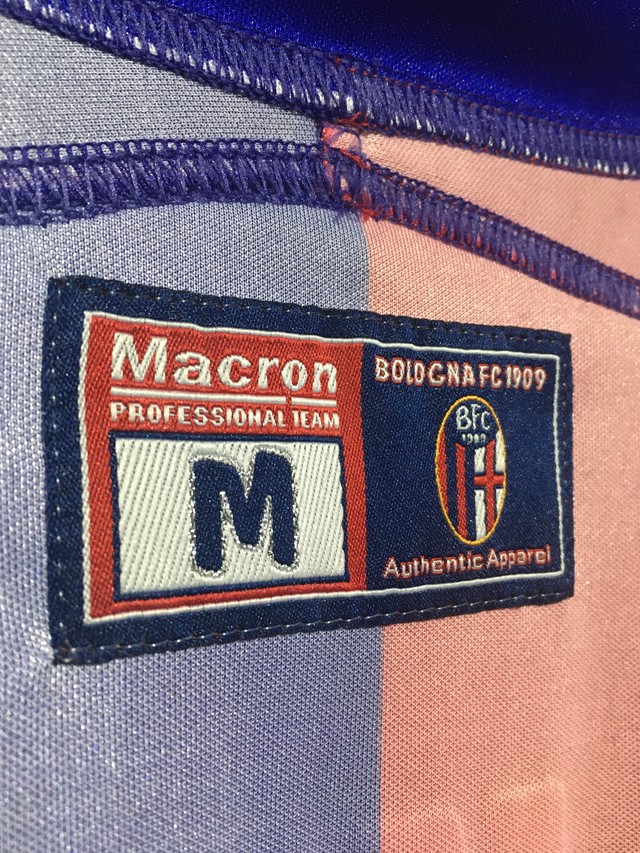 Macron
PROFESSIONAL TEAM
M
BOLOGNA FC 1909
BFC
1909
Authentic Apparel